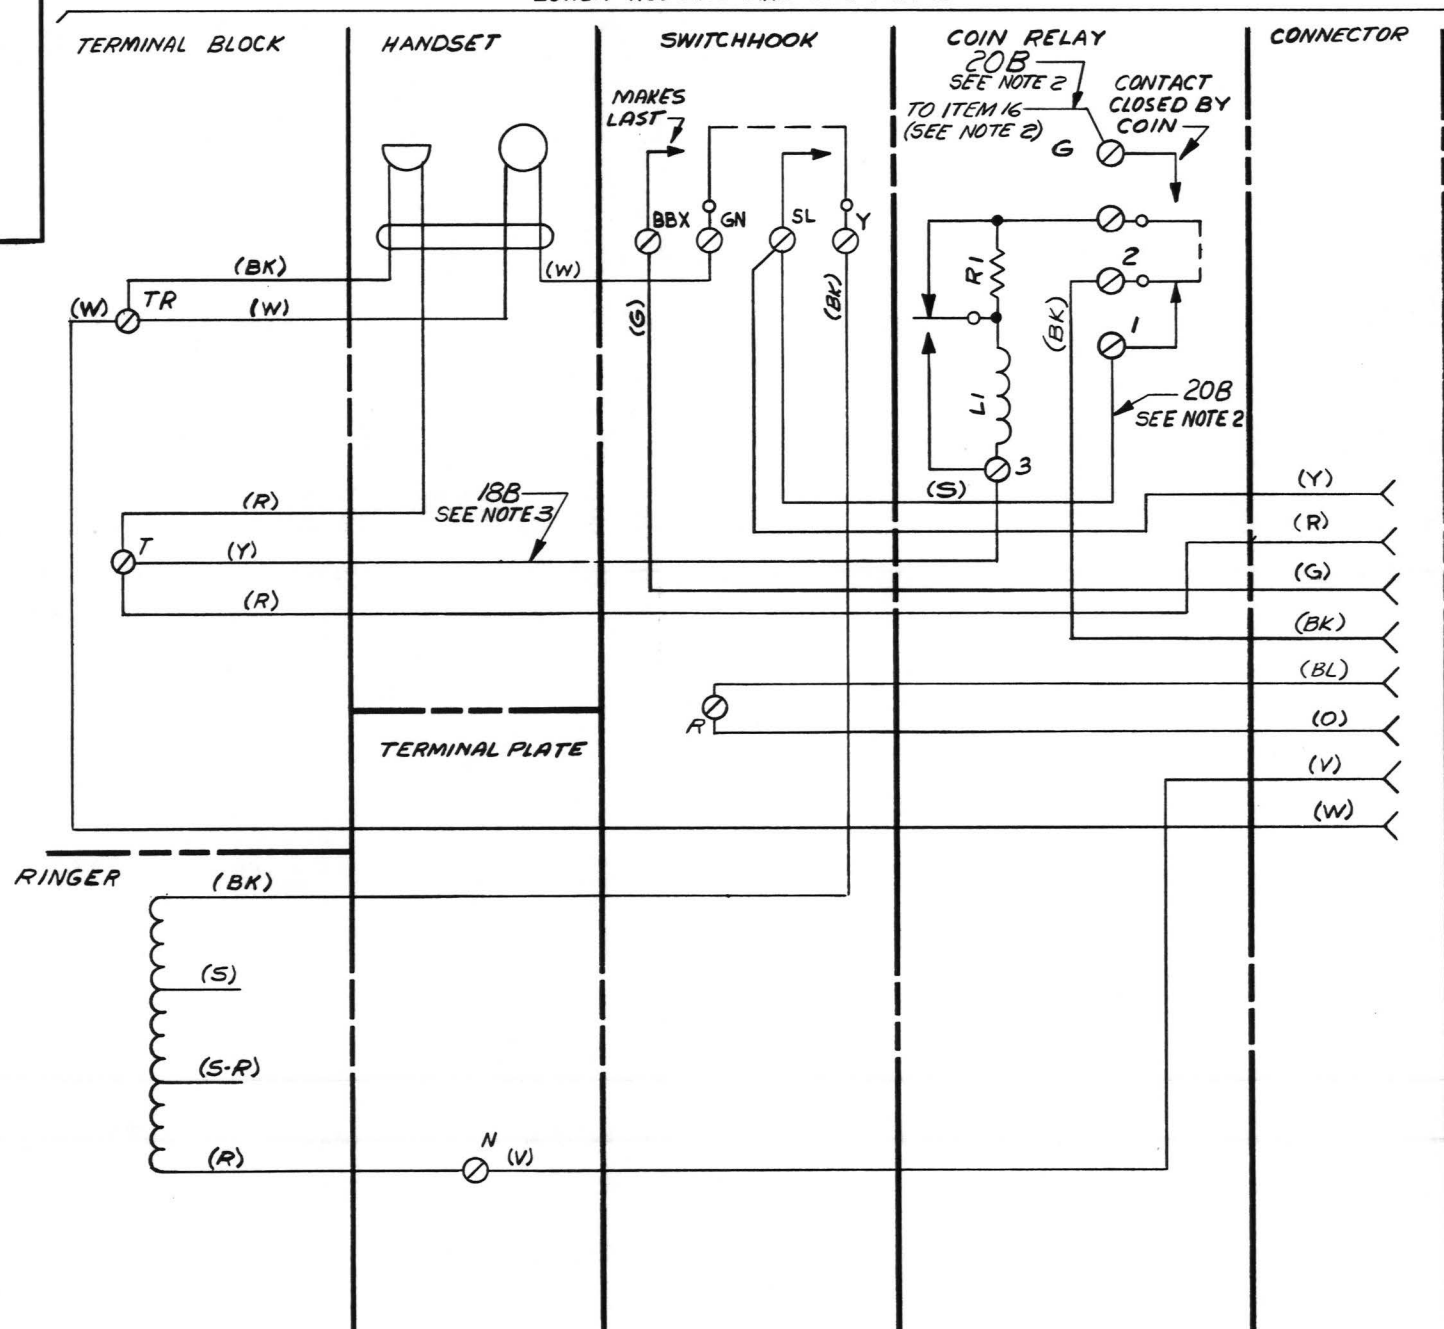 TERMINAL BLOCK
HANDSET
SWITCHHOOK
COIN RELAY
CONNECTOR
20B
SEE NOTE 2
TO ITEM 16
(SEE NOTE 2)
CONTACT
CLOSED BY
COIN
G
MAKES
LAST
BBX
GN
SL
Y
(BK)
(W)
TR
(W)
(W)
(G)
(BK)
R1
2
(BK)
1
L1
3
20B
SEE NOTE 2
(S)
(R)
18B
SEE NOTE 3
T
(Y)
(R)
(Y)
(R)
(G)
(BK)
(BL)
(O)
(V)
(W)
R
TERMINAL PLATE
RINGER
(BK)
(S)
(S-R)
(R)
N
(V)